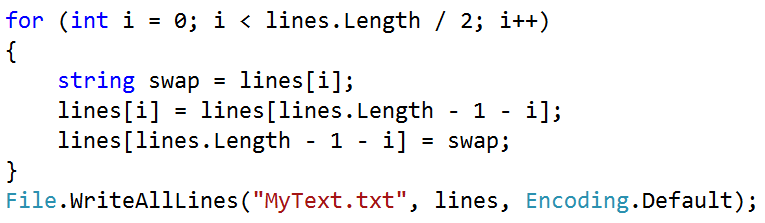 for (int i = 0; i < lines.Length / 2; i++)
{
    string swap = lines[i];
    lines[i] = lines[lines.Length - 1 - i];
    lines[lines.Length - 1 - i] = swap;
}
File.WriteAllLines("MyText.txt", lines, Encoding.Default);